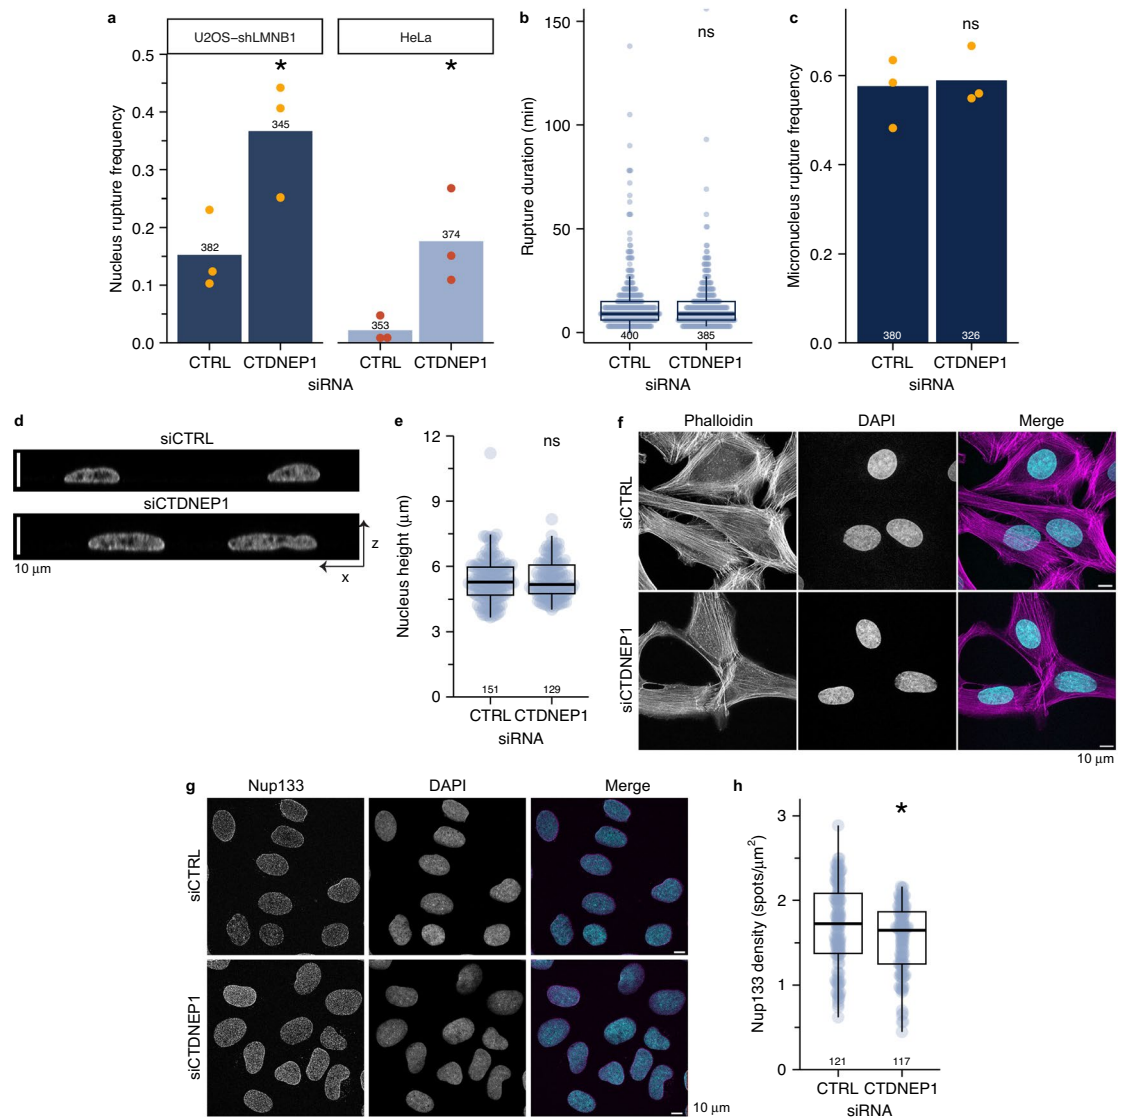 a
U2OS−shLMNB1
HeLa
Nucleus rupture frequency
0.5
0.4
0.3
0.2
0.1
0.0
*
*
382
345
353
374
CTRL CTDNEP1
CTRL CTDNEP1
siRNA
b
Rupture duration (min)
150
100
50
0
ns
400
385
CTRL CTDNEP1
siRNA
c
Micronucleus rupture frequency
0.6
0.4
0.2
0.0
ns
380
326
CTRL CTDNEP1
siRNA
d
siCTRL
siCTDNEP1
10 μm
z
x
e
Nucleus height (μm)
12
9
6
3
0
ns
151
129
CTRL CTDNEP1
siRNA
f
Phalloidin DAPI Merge
siCTRL
siCTDNEP1
10 μm
g
Nup133 DAPI Merge
siCTRL
siCTDNEP1
10 μm
h
Nup133 density (spots/μm²)
3
2
1
0
*
121
117
CTRL CTDNEP1
siRNA